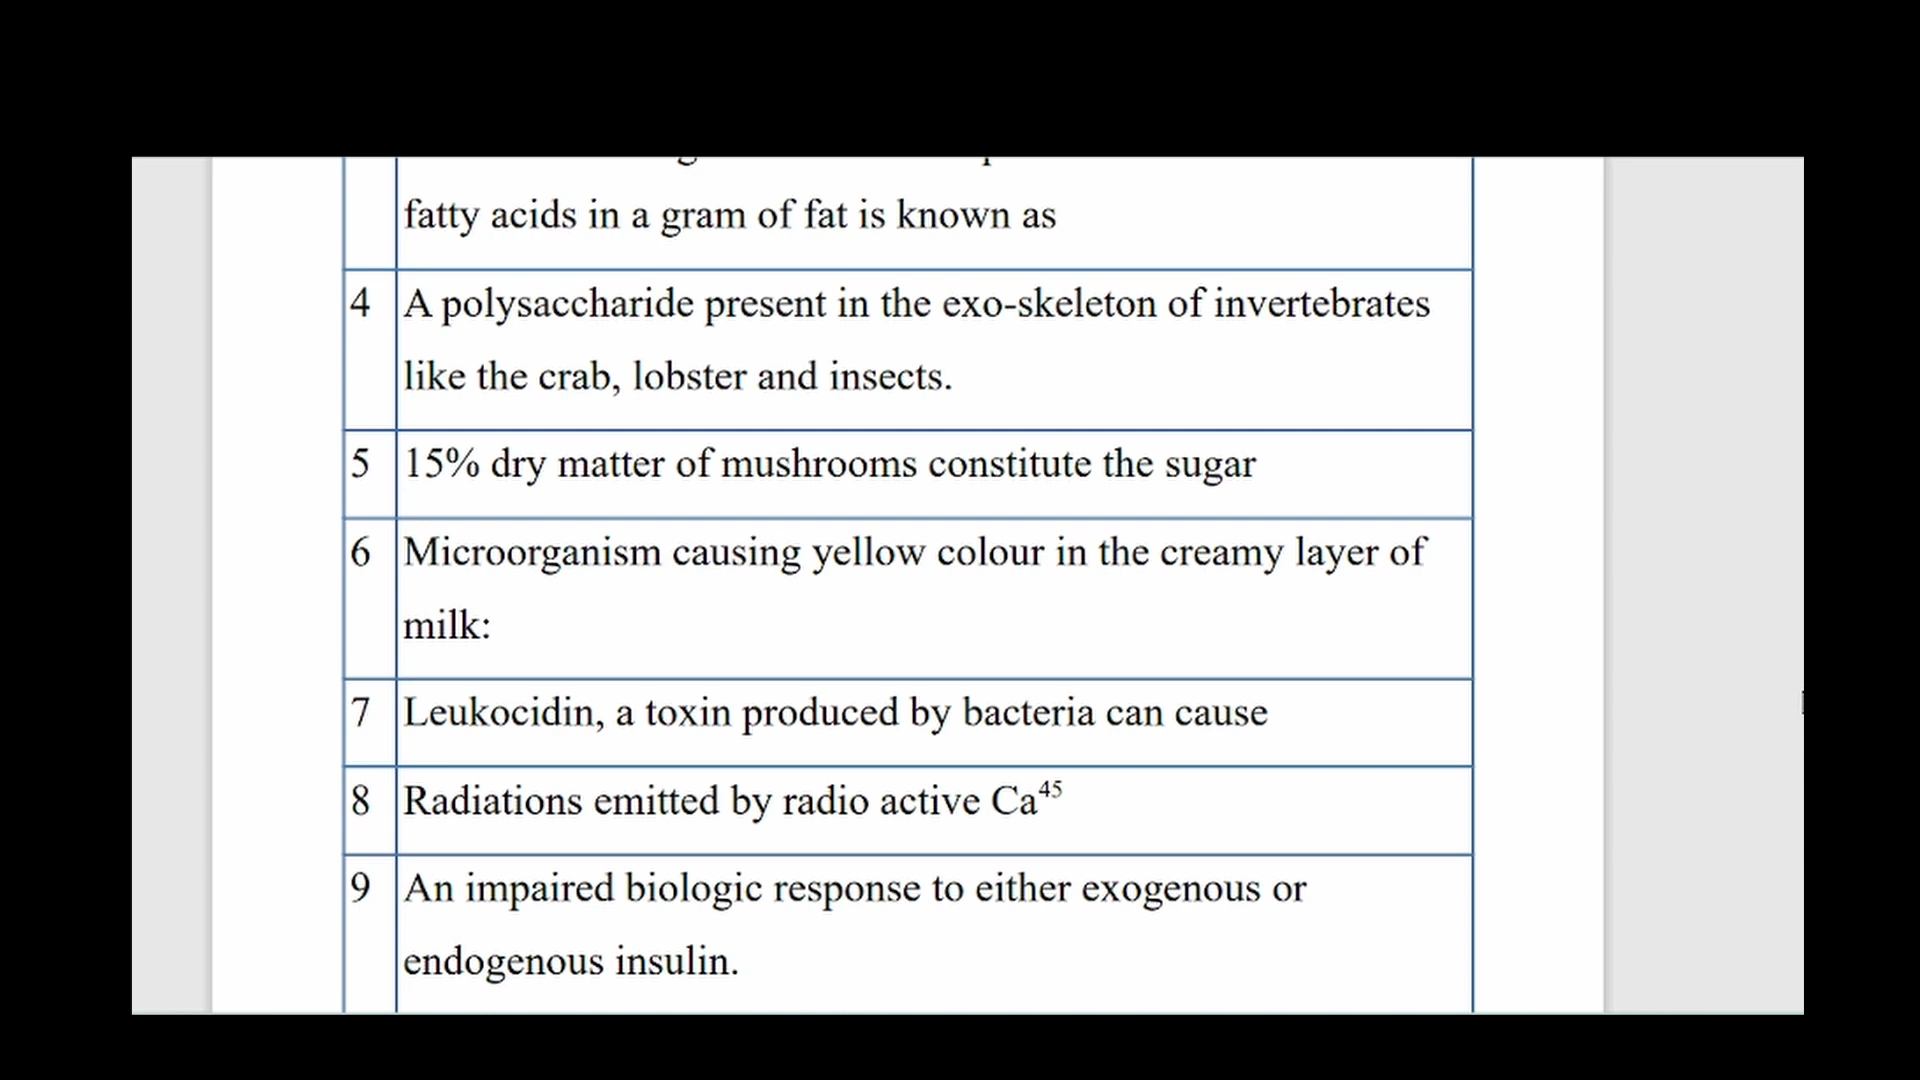 fatty acids in a gram of fat is known as
4 A polysaccharide present in the exo-skeleton of invertebrates
like the crab, lobster and insects.
5 15% dry matter of mushrooms constitute the sugar
6 Microorganism causing yellow colour in the creamy layer of
milk:
7 Leukocidin, a toxin produced by bacteria can cause
8 Radiations emitted by radio active Ca⁴⁵
9 An impaired biologic response to either exogenous or
endogenous insulin.